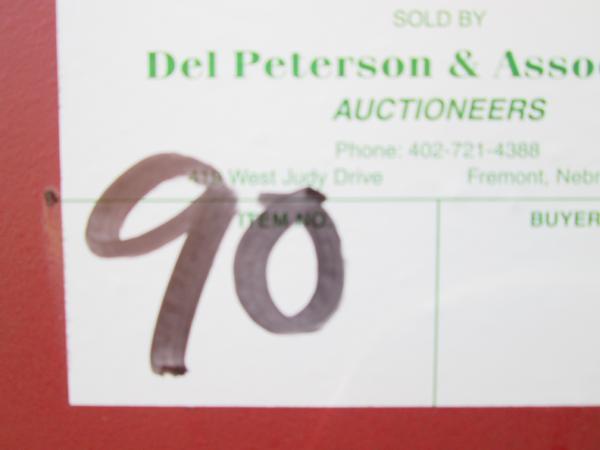 SOLD BY
Del Peterson & Asso
AUCTIONEERS
Phone: 402-721-4388
West Judy Drive Fremont, Nebr
ITEM NO. BUYER
90